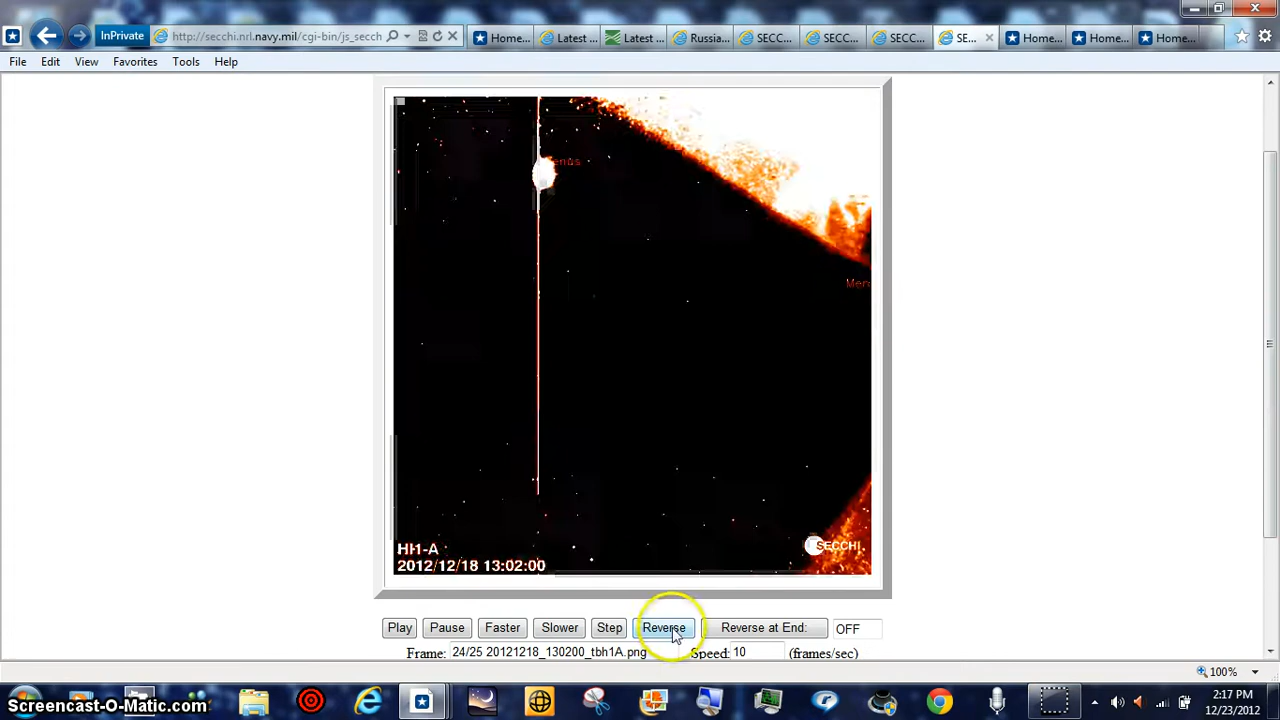 InPrivate http://secchi.nrl.navy.mil/cgi-bin/js_secch Home... Latest ... Latest ... Russia... SECC... SECC... SECC... SE... Home... Home... Home...
File Edit View Favorites Tools Help
enus
Merc
HI1-A
2012/12/18 13:02:00
SECCHI
Play Pause Faster Slower Step Reverse Reverse at End: OFF
Frame: 24/25 20121218_130200_tbh1A.png Speed: 10 (frames/sec)
100%
Screencast-O-Matic.com
2:17 PM
12/23/2012